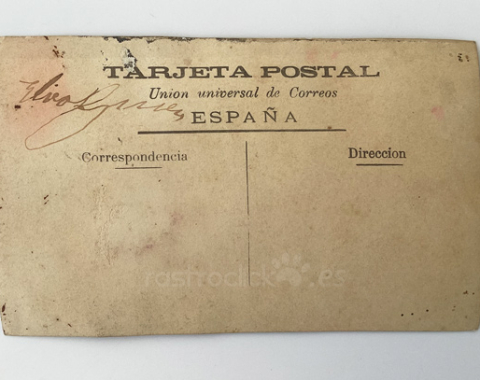 TARJETA POSTAL
Union universal de Correos
ESPAÑA
Correspondencia
Direccion
rastroclick.es